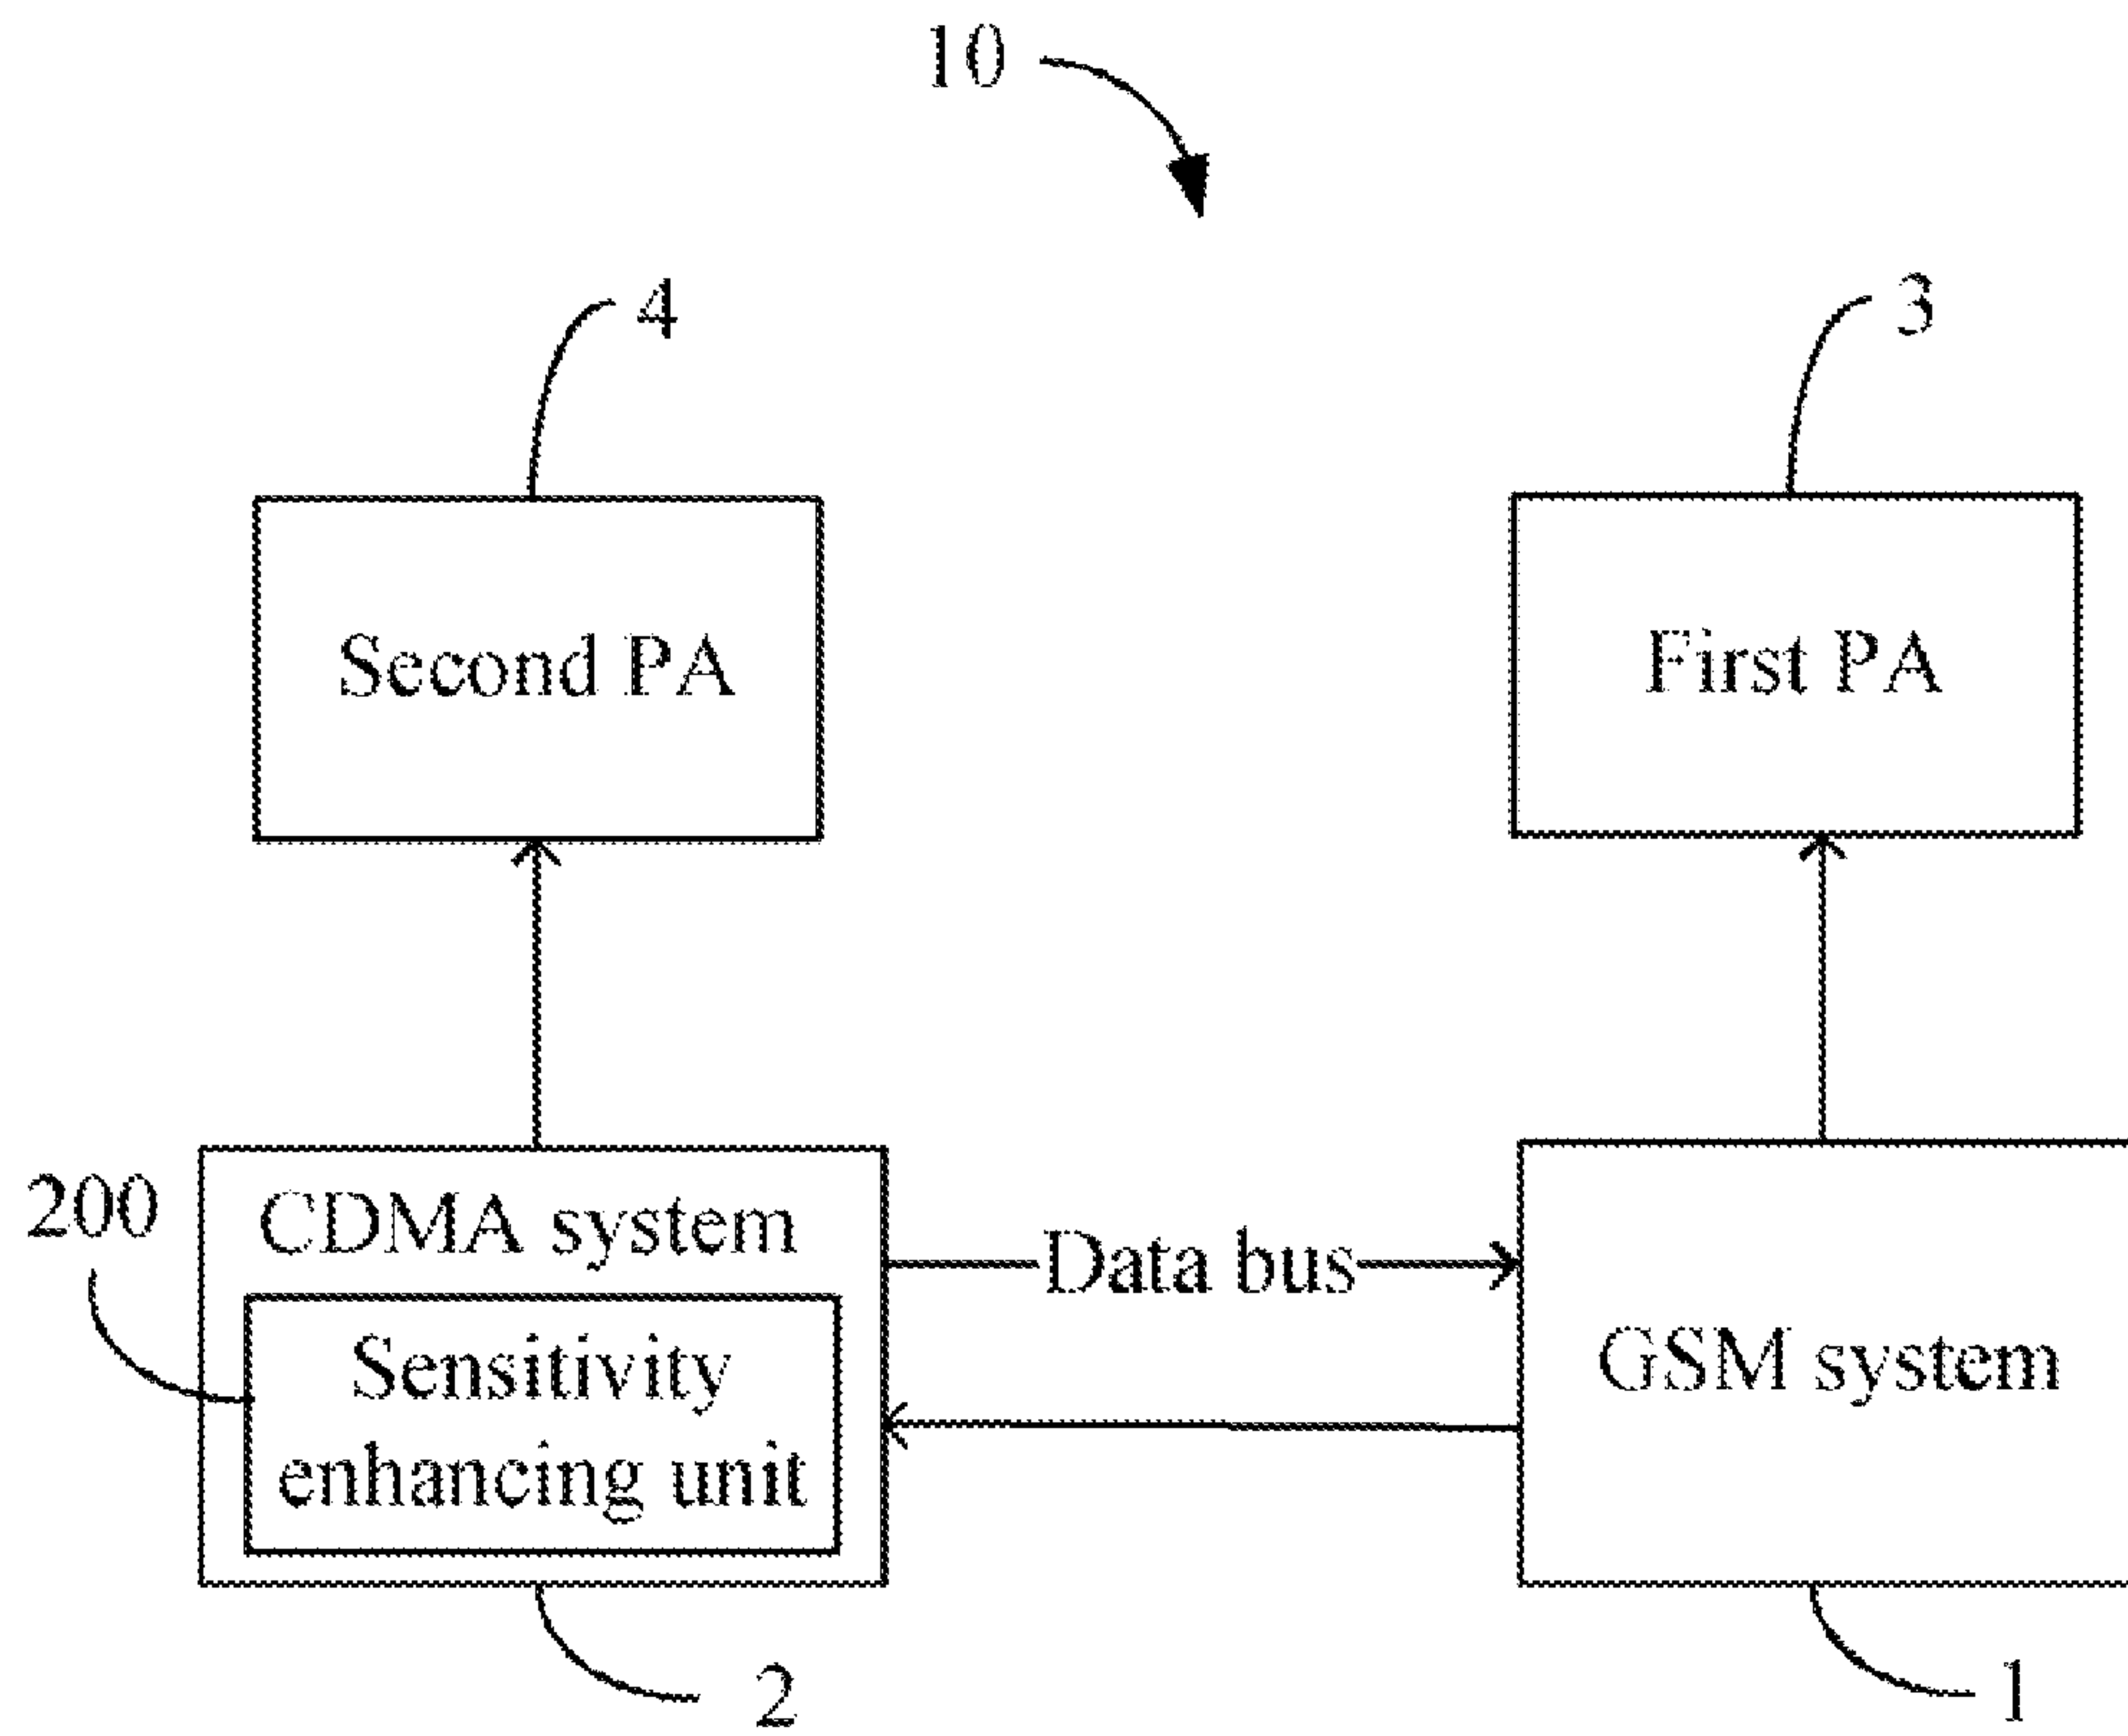 10
4
3
Second PA
First PA
200
CDMA system
Data bus
Sensitivity
enhancing unit
GSM system
2
1